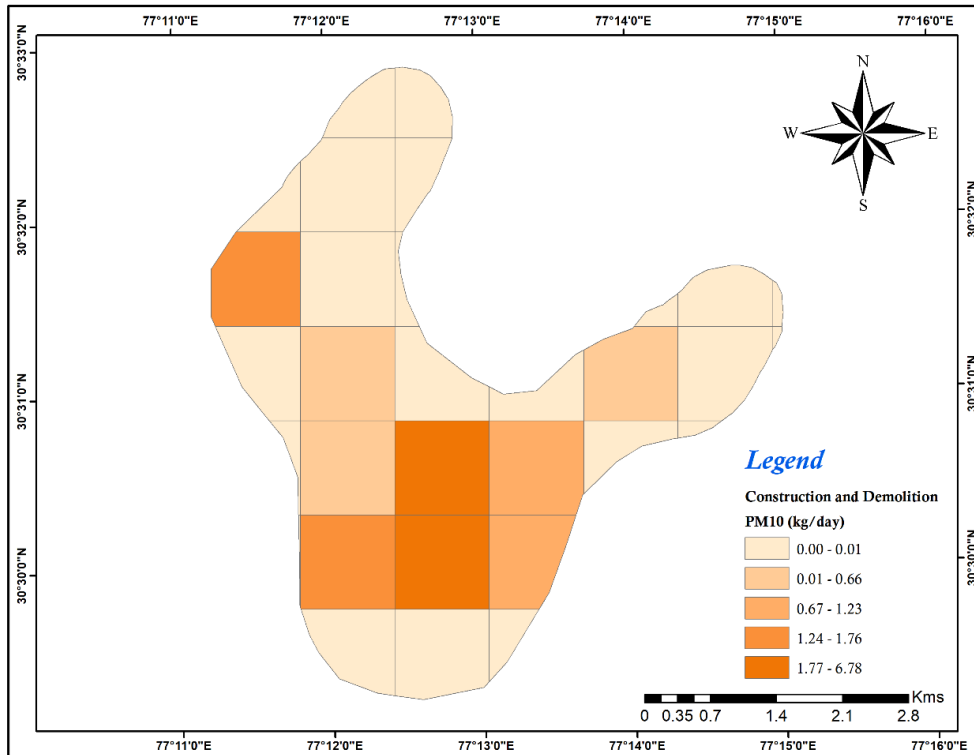 77°11'0"E 77°12'0"E 77°13'0"E 77°14'0"E 77°15'0"E 77°16'0"E
30°33'0"N
N
W E
S
30°32'0"N 30°32'0"N
30°31'0"N 30°31'0"N
Legend
Construction and Demolition
PM10 (kg/day)
0.00 - 0.01
30°30'0"N 30°30'0"N
0.01 - 0.66
0.67 - 1.23
1.24 - 1.76
1.77 - 6.78
Kms
0 0.35 0.7 1.4 2.1 2.8
77°11'0"E 77°12'0"E 77°13'0"E 77°14'0"E 77°15'0"E 77°16'0"E